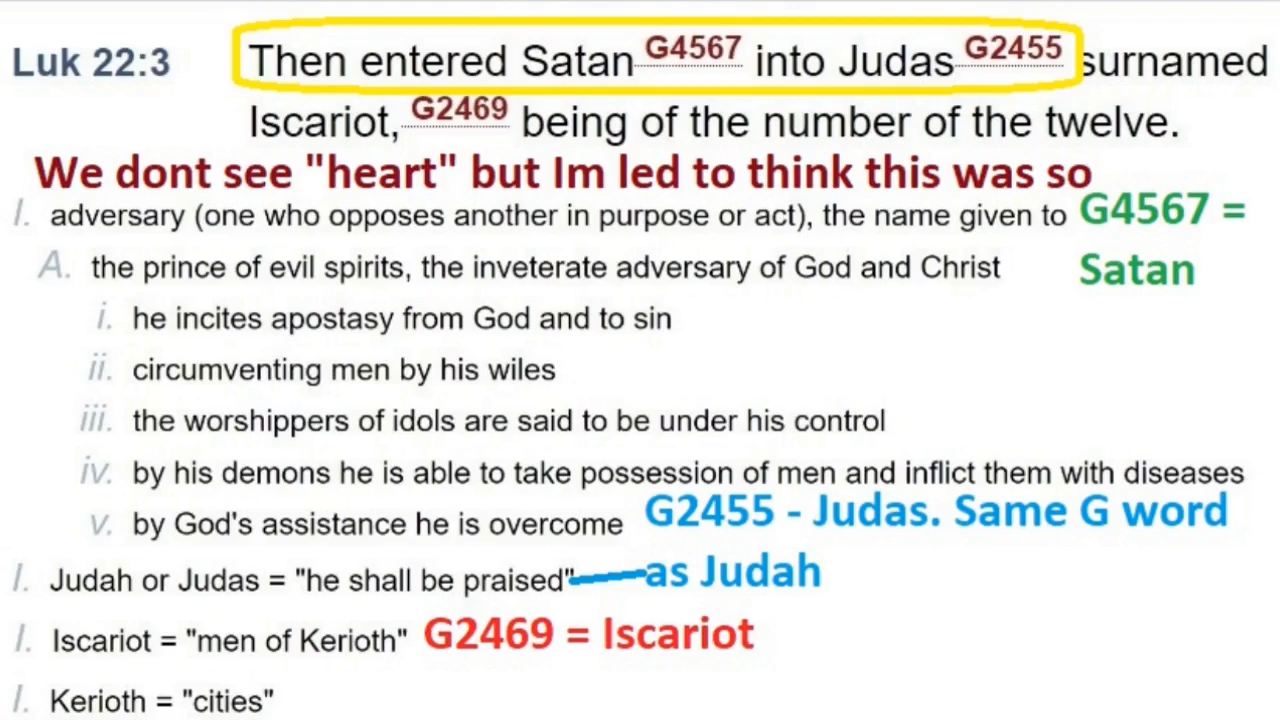 Luk 22:3 Then entered Satan G4567 into Judas G2455 surnamed
Iscariot, G2469 being of the number of the twelve.
We dont see "heart" but Im led to think this was so
I. adversary (one who opposes another in purpose or act), the name given to G4567 =
A. the prince of evil spirits, the inveterate adversary of God and Christ Satan
i. he incites apostasy from God and to sin
ii. circumventing men by his wiles
iii. the worshippers of idols are said to be under his control
iv. by his demons he is able to take possession of men and inflict them with diseases
v. by God's assistance he is overcome G2455 - Judas. Same G word
I. Judah or Judas = "he shall be praised" as Judah
I. Iscariot = "men of Kerioth" G2469 = Iscariot
I. Kerioth = "cities"